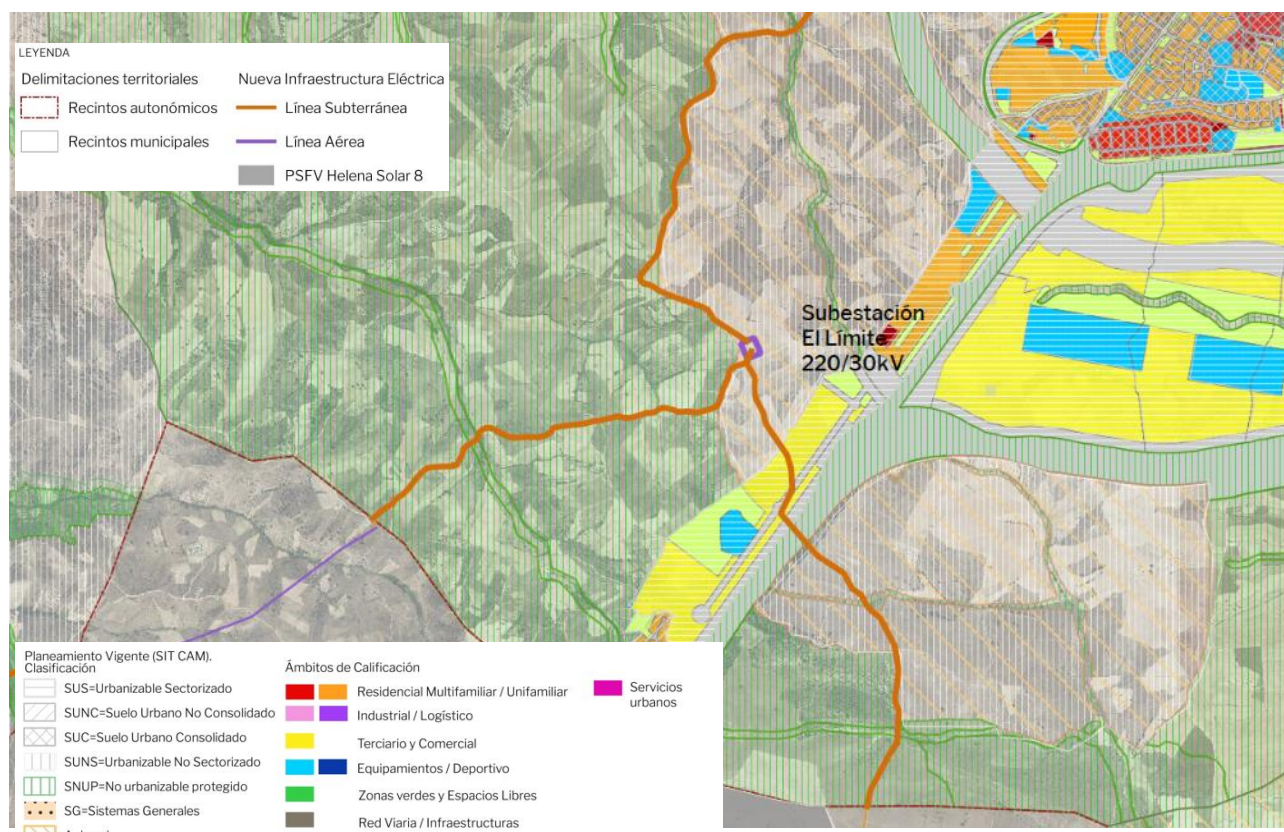 LEYENDA
Delimitaciones territoriales
Recintos autonómicos
Recintos municipales
Nueva Infraestructura Eléctrica
Línea Subterránea
Línea Aérea
PSFV Helena Solar 8
Subestación
El Límite
220/30kV
Planeamiento Vigente (SIT CAM).
Clasificación
SUS=Urbanizable Sectorizado
SUNC=Suelo Urbano No Consolidado
SUC=Suelo Urbano Consolidado
SUNS=Urbanizable No Sectorizado
SNUP=No urbanizable protegido
SG=Sistemas Generales
Ámbitos de Calificación
Residencial Multifamiliar / Unifamiliar
Industrial / Logístico
Terciario y Comercial
Equipamientos / Deportivo
Zonas verdes y Espacios Libres
Red Viaria / Infraestructuras
Servicios
urbanos